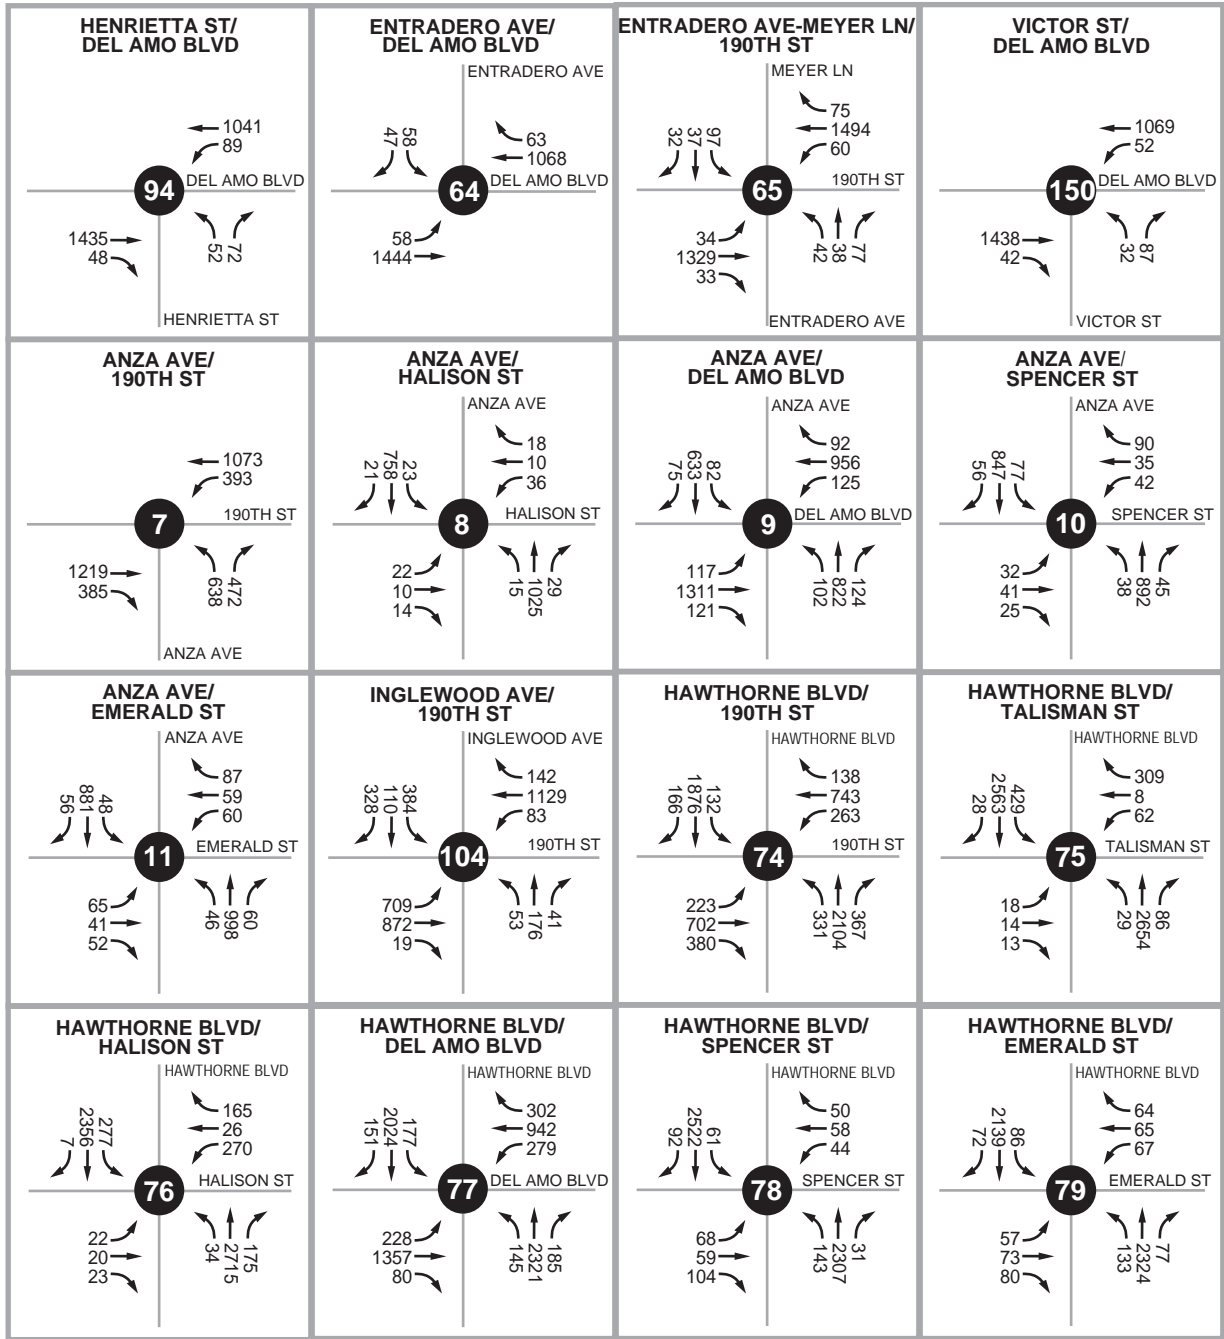 HENRIETTA ST/
DEL AMO BLVD
1041
89
94
DEL AMO BLVD
1435
48
52
72
HENRIETTA ST
ENTRADERO AVE/
DEL AMO BLVD
ENTRADERO AVE
47
58
63
1068
64
DEL AMO BLVD
58
1444
ENTRADERO AVE-MEYER LN/
190TH ST
MEYER LN
32
37
97
75
1494
60
65
190TH ST
34
1329
33
42
38
77
ENTRADERO AVE
VICTOR ST/
DEL AMO BLVD
1069
52
150
DEL AMO BLVD
1438
42
32
87
VICTOR ST
ANZA AVE/
190TH ST
1073
393
7
190TH ST
1219
385
638
472
ANZA AVE
ANZA AVE/
HALISON ST
ANZA AVE
21
758
23
18
10
36
8
HALISON ST
22
10
14
15
1025
29
ANZA AVE/
DEL AMO BLVD
ANZA AVE
75
633
82
92
956
125
9
DEL AMO BLVD
117
1311
121
102
822
124
ANZA AVE/
SPENCER ST
ANZA AVE
56
847
77
90
35
42
10
SPENCER ST
32
41
25
38
892
45
ANZA AVE/
EMERALD ST
ANZA AVE
56
881
48
87
59
60
11
EMERALD ST
65
41
52
46
998
60
INGLEWOOD AVE/
190TH ST
INGLEWOOD AVE
328
110
384
142
1129
83
104
190TH ST
709
872
19
53
176
41
HAWTHORNE BLVD/
190TH ST
HAWTHORNE BLVD
166
1876
132
138
743
263
74
190TH ST
223
702
380
331
2104
367
HAWTHORNE BLVD/
TALISMAN ST
HAWTHORNE BLVD
28
2563
429
309
8
62
75
TALISMAN ST
18
14
13
29
2654
86
HAWTHORNE BLVD/
HALISON ST
HAWTHORNE BLVD
7
2356
277
165
26
270
76
HALISON ST
22
20
23
34
2715
175
HAWTHORNE BLVD/
DEL AMO BLVD
HAWTHORNE BLVD
151
2024
177
302
942
279
77
DEL AMO BLVD
228
1357
80
145
2321
185
HAWTHORNE BLVD/
SPENCER ST
HAWTHORNE BLVD
92
2522
61
50
58
44
78
SPENCER ST
68
59
104
143
2307
31
HAWTHORNE BLVD/
EMERALD ST
HAWTHORNE BLVD
72
2139
86
64
65
67
79
EMERALD ST
57
73
80
133
2324
77